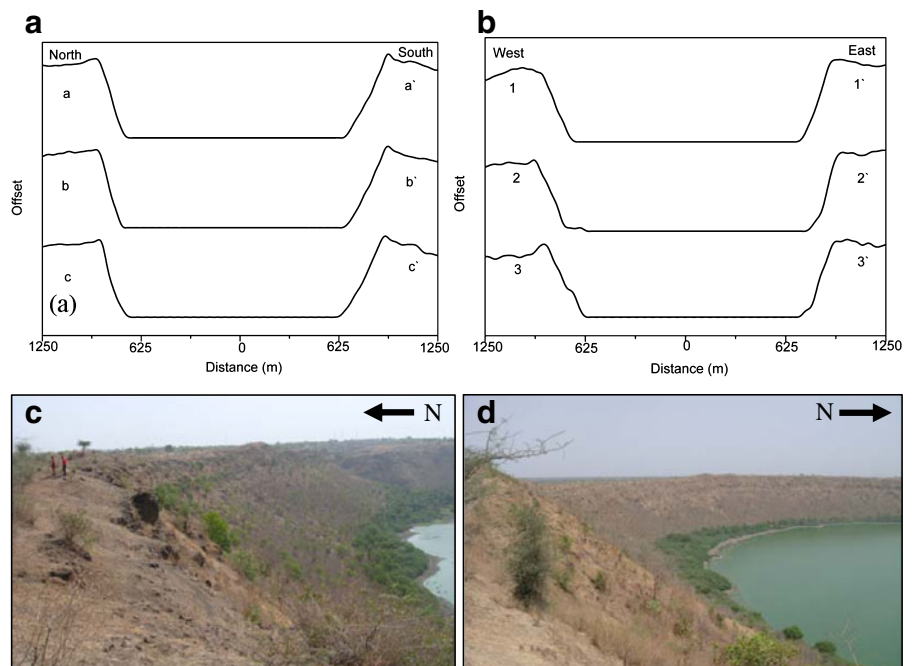 a
North
South
a
a`
b
b`
c
c`
(a)
Offset
1250
625
0
625
1250
Distance (m)
b
West
East
1
1`
2
2`
3
3`
Offset
1250
625
0
625
1250
Distance (m)
c
N
d
N